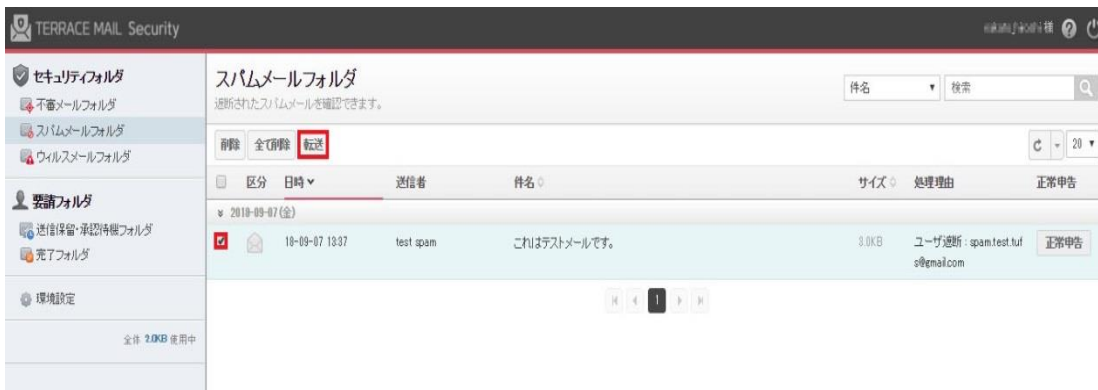 TERRACE MAIL Security
様
セキュリティフォルダ
不審メールフォルダ
スパムメールフォルダ
ウィルスメールフォルダ
要請フォルダ
送信保留・承認待機フォルダ
完了フォルダ
環境設定
全体 2.0KB 使用中
スパムメールフォルダ
遮断されたスパムメールを確認できます。
件名 検索
削除 全て削除 転送
20
区分 日時 送信者 件名 サイズ 処理理由 正常申告
2018-09-07 (金)
18-09-07 13:37 test spam これはテストメールです。 3.0KB ユーザ遮断 : spam.test.tuf 正常申告
s@gmail.com
1